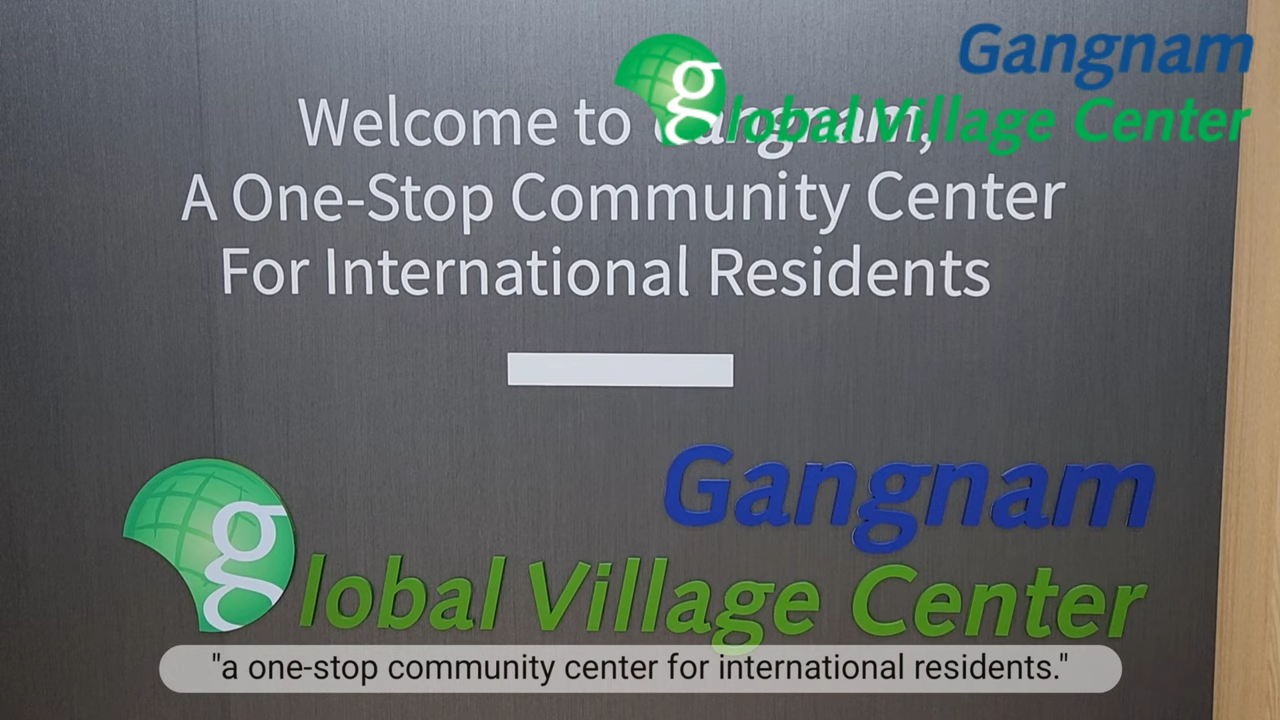 Gangnam
global Village Center
Welcome to Gangnam,
A One-Stop Community Center
For International Residents
Gangnam
global Village Center
"a one-stop community center for international residents."